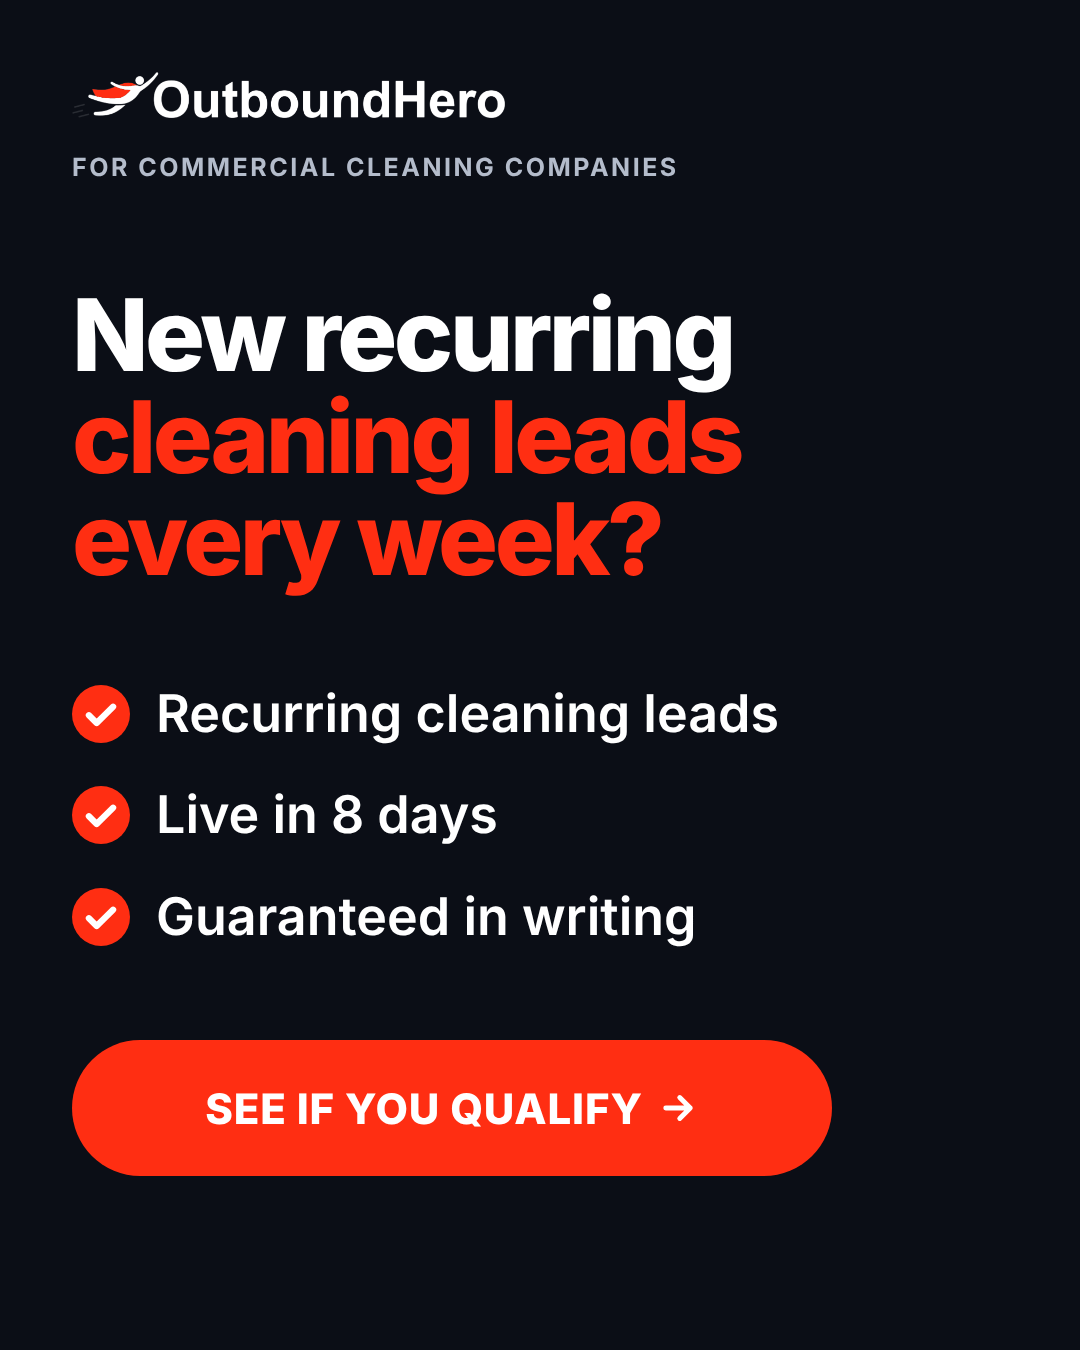 OutboundHero
FOR COMMERCIAL CLEANING COMPANIES
New recurring
cleaning leads
every week?
Recurring cleaning leads
Live in 8 days
Guaranteed in writing
SEE IF YOU QUALIFY →